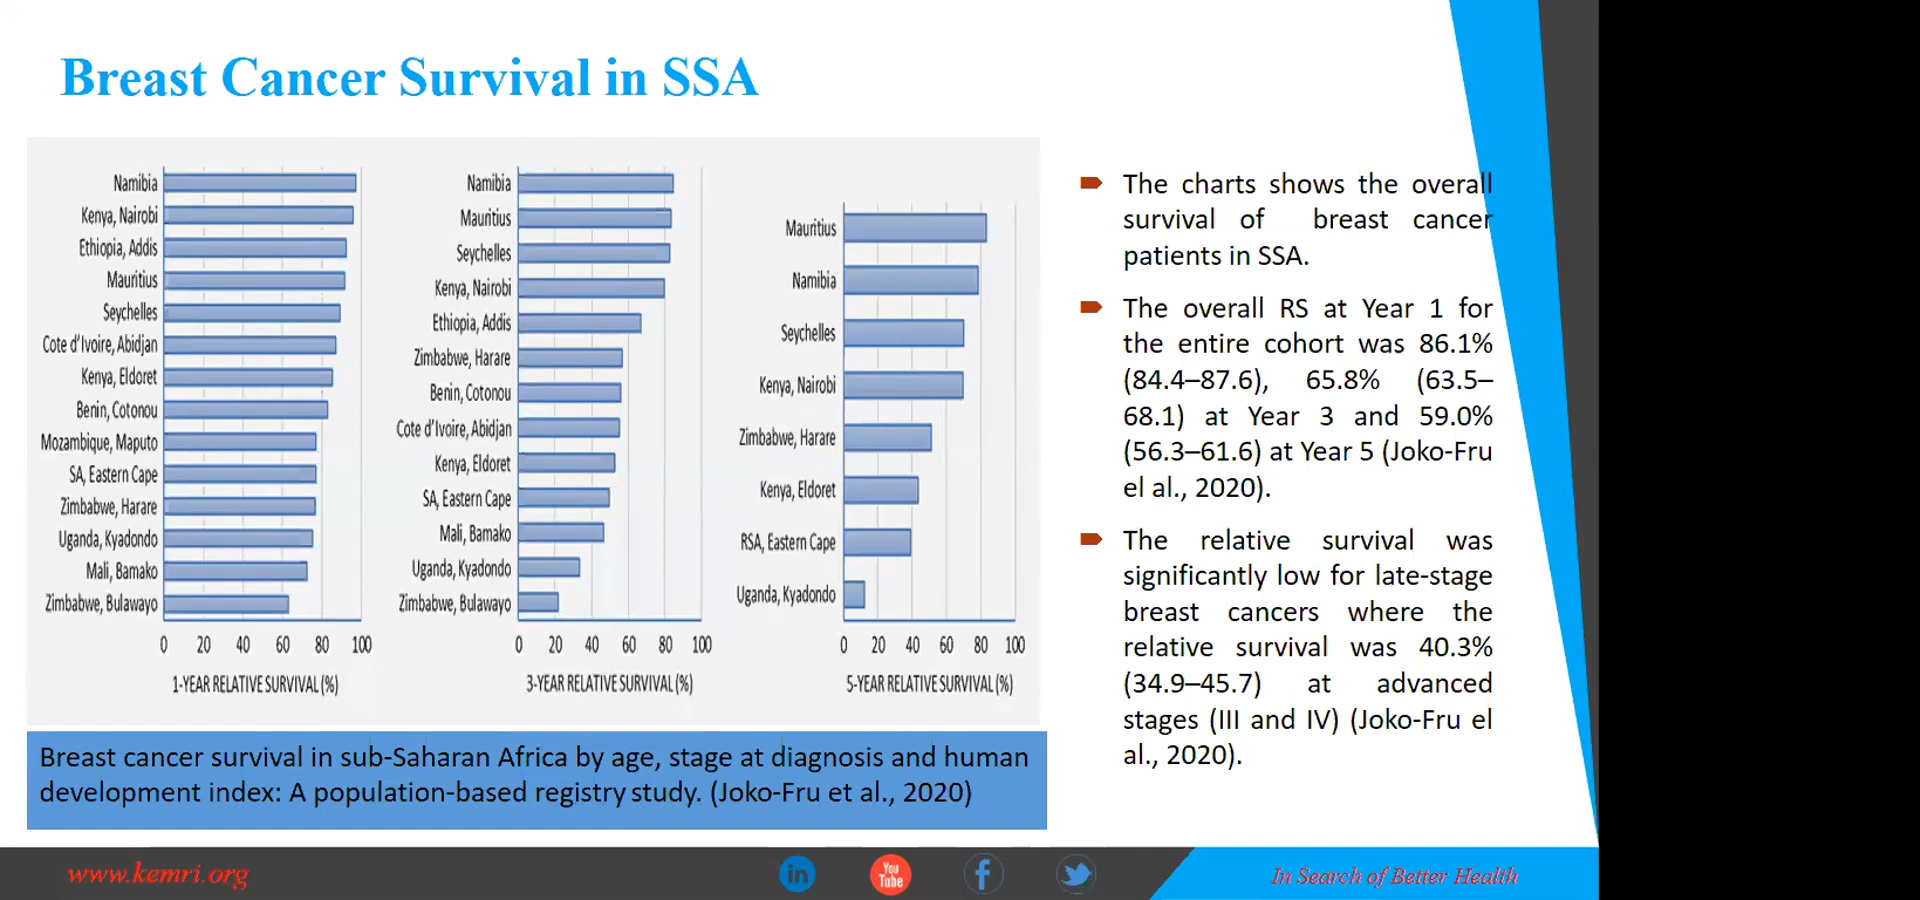 Breast Cancer Survival in SSA
Namibia
Kenya, Nairobi
Ethiopia, Addis
Mauritius
Seychelles
Cote d'Ivoire, Abidjan
Kenya, Eldoret
Benin, Cotonou
Mozambique, Maputo
SA, Eastern Cape
Zimbabwe, Harare
Uganda, Kyadondo
Mali, Bamako
Zimbabwe, Bulawayo
0 20 40 60 80 100
1-YEAR RELATIVE SURVIVAL (%)
Namibia
Mauritius
Seychelles
Kenya, Nairobi
Ethiopia, Addis
Zimbabwe, Harare
Benin, Cotonou
Cote d'Ivoire, Abidjan
Kenya, Eldoret
SA, Eastern Cape
Mali, Bamako
Uganda, Kyadondo
Zimbabwe, Bulawayo
0 20 40 60 80 100
3-YEAR RELATIVE SURVIVAL (%)
Mauritius
Namibia
Seychelles
Kenya, Nairobi
Zimbabwe, Harare
Kenya, Eldoret
RSA, Eastern Cape
Uganda, Kyadondo
0 20 40 60 80 100
5-YEAR RELATIVE SURVIVAL (%)
Breast cancer survival in sub-Saharan Africa by age, stage at diagnosis and human
development index: A population-based registry study. (Joko-Fru et al., 2020)
The charts shows the overall
survival of breast cancer
patients in SSA.
The overall RS at Year 1 for
the entire cohort was 86.1%
(84.4–87.6), 65.8% (63.5–
68.1) at Year 3 and 59.0%
(56.3–61.6) at Year 5 (Joko-Fru
el al., 2020).
The relative survival was
significantly low for late-stage
breast cancers where the
relative survival was 40.3%
(34.9–45.7) at advanced
stages (III and IV) (Joko-Fru el
al., 2020).
www.kemri.org
in
You
Tube
f
In Search of Better Health